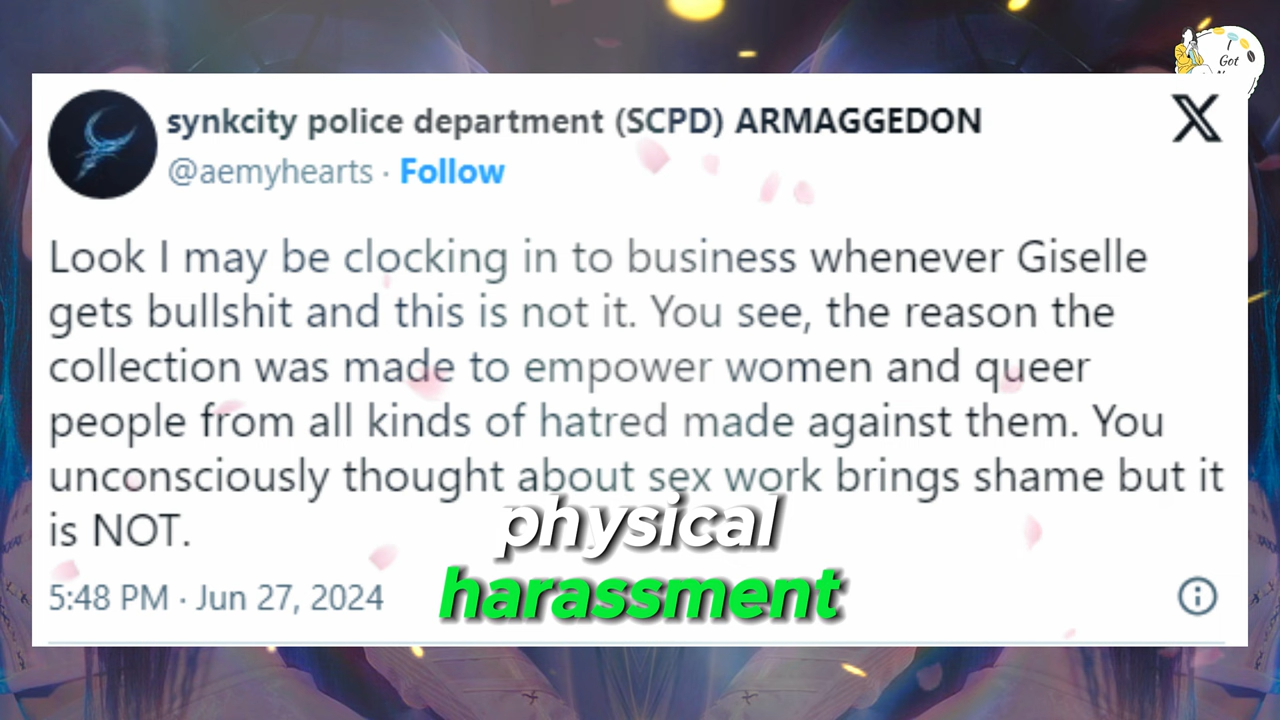 I
Got
synkcity police department (SCPD) ARMAGGEDON
@aemyhearts · Follow
Look I may be clocking in to business whenever Giselle
gets bullshit and this is not it. You see, the reason the
collection was made to empower women and queer
people from all kinds of hatred made against them. You
unconsciously thought about sex work brings shame but it
is NOT.
physical
harassment
5:48 PM · Jun 27, 2024